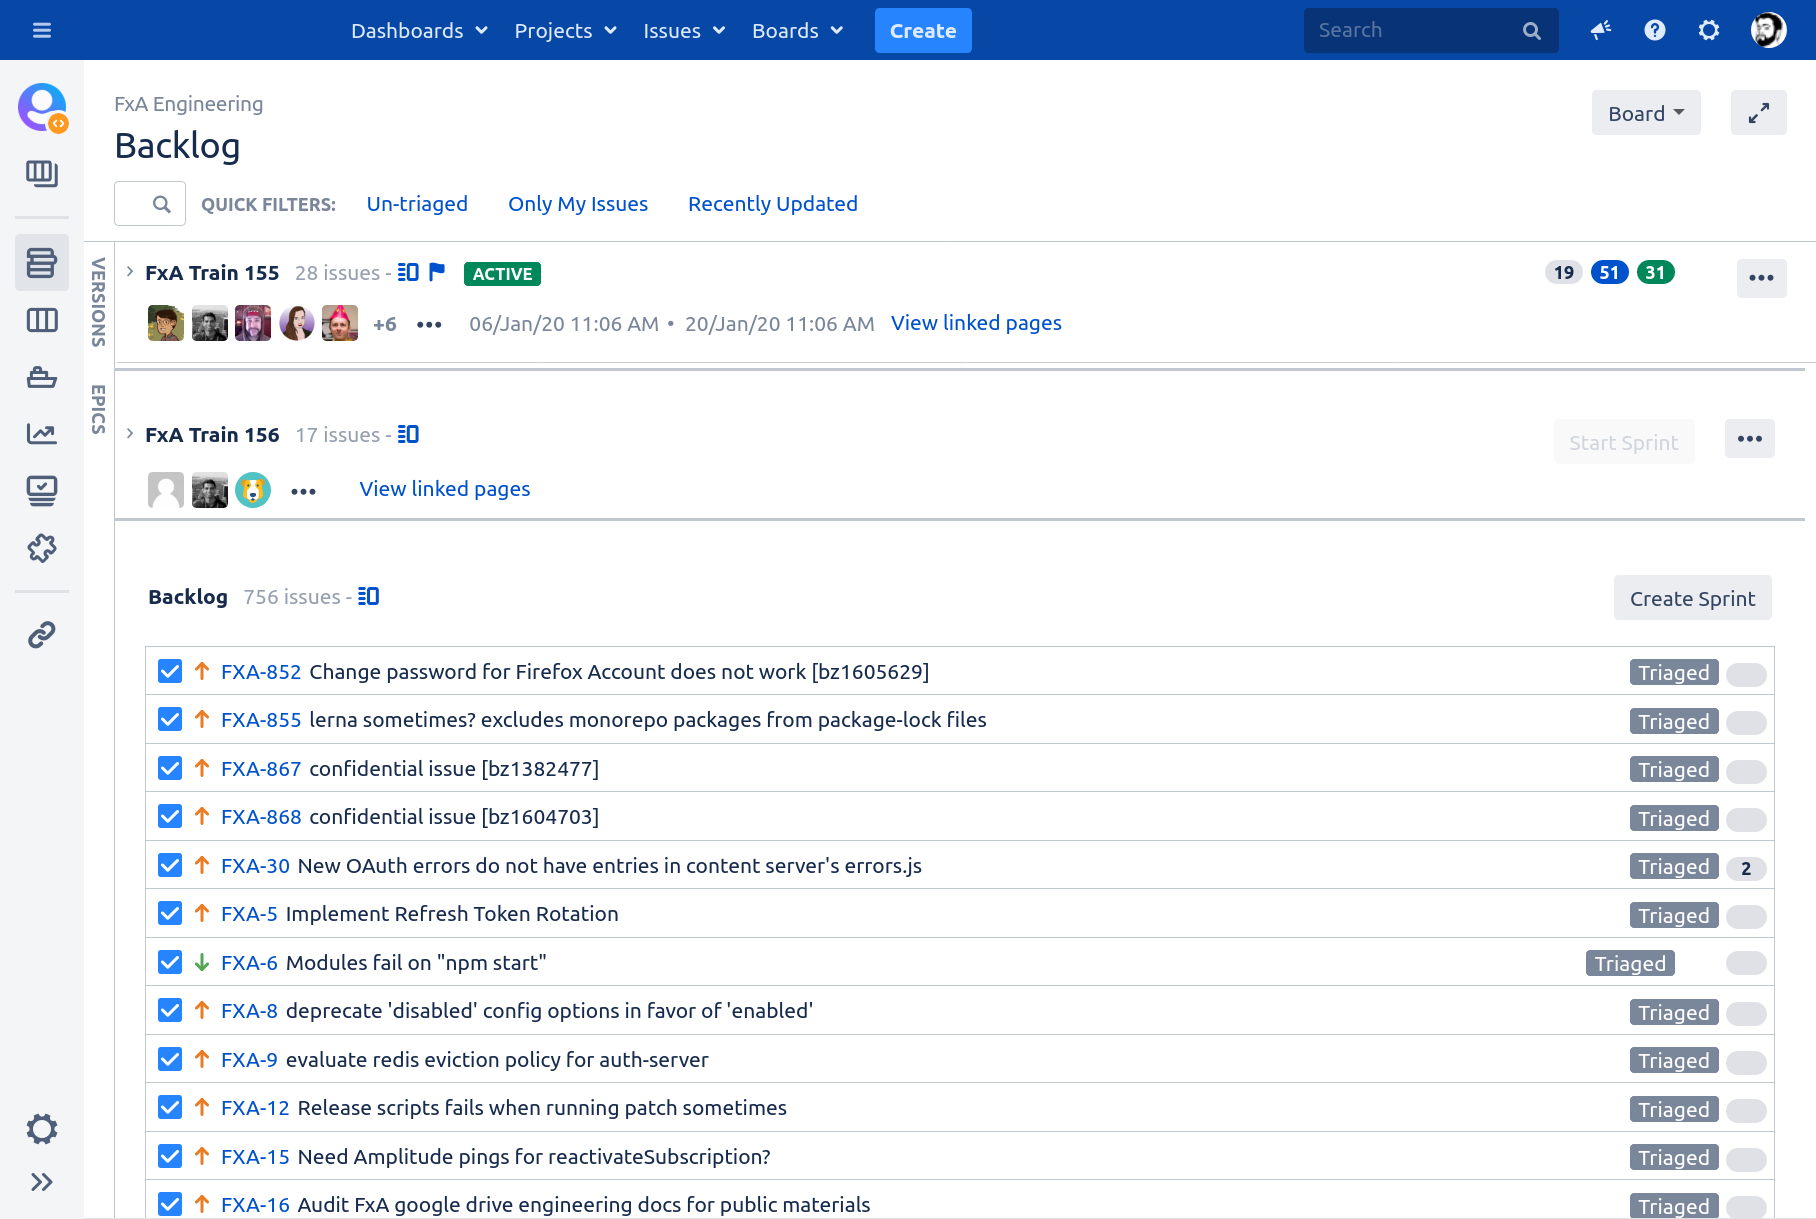 Dashboards Projects Issues Boards Create Search
FxA Engineering
Backlog
Board
QUICK FILTERS: Un-triaged Only My Issues Recently Updated
VERSIONS
EPICS
FxA Train 155 28 issues - ACTIVE 19 51 31
+6 06/Jan/20 11:06 AM • 20/Jan/20 11:06 AM View linked pages
FxA Train 156 17 issues - Start Sprint
View linked pages
Backlog 756 issues - Create Sprint
FXA-852 Change password for Firefox Account does not work [bz1605629] Triaged
FXA-855 lerna sometimes? excludes monorepo packages from package-lock files Triaged
FXA-867 confidential issue [bz1382477] Triaged
FXA-868 confidential issue [bz1604703] Triaged
FXA-30 New OAuth errors do not have entries in content server's errors.js Triaged 2
FXA-5 Implement Refresh Token Rotation Triaged
FXA-6 Modules fail on "npm start" Triaged
FXA-8 deprecate 'disabled' config options in favor of 'enabled' Triaged
FXA-9 evaluate redis eviction policy for auth-server Triaged
FXA-12 Release scripts fails when running patch sometimes Triaged
FXA-15 Need Amplitude pings for reactivateSubscription? Triaged
FXA-16 Audit FxA google drive engineering docs for public materials Triaged